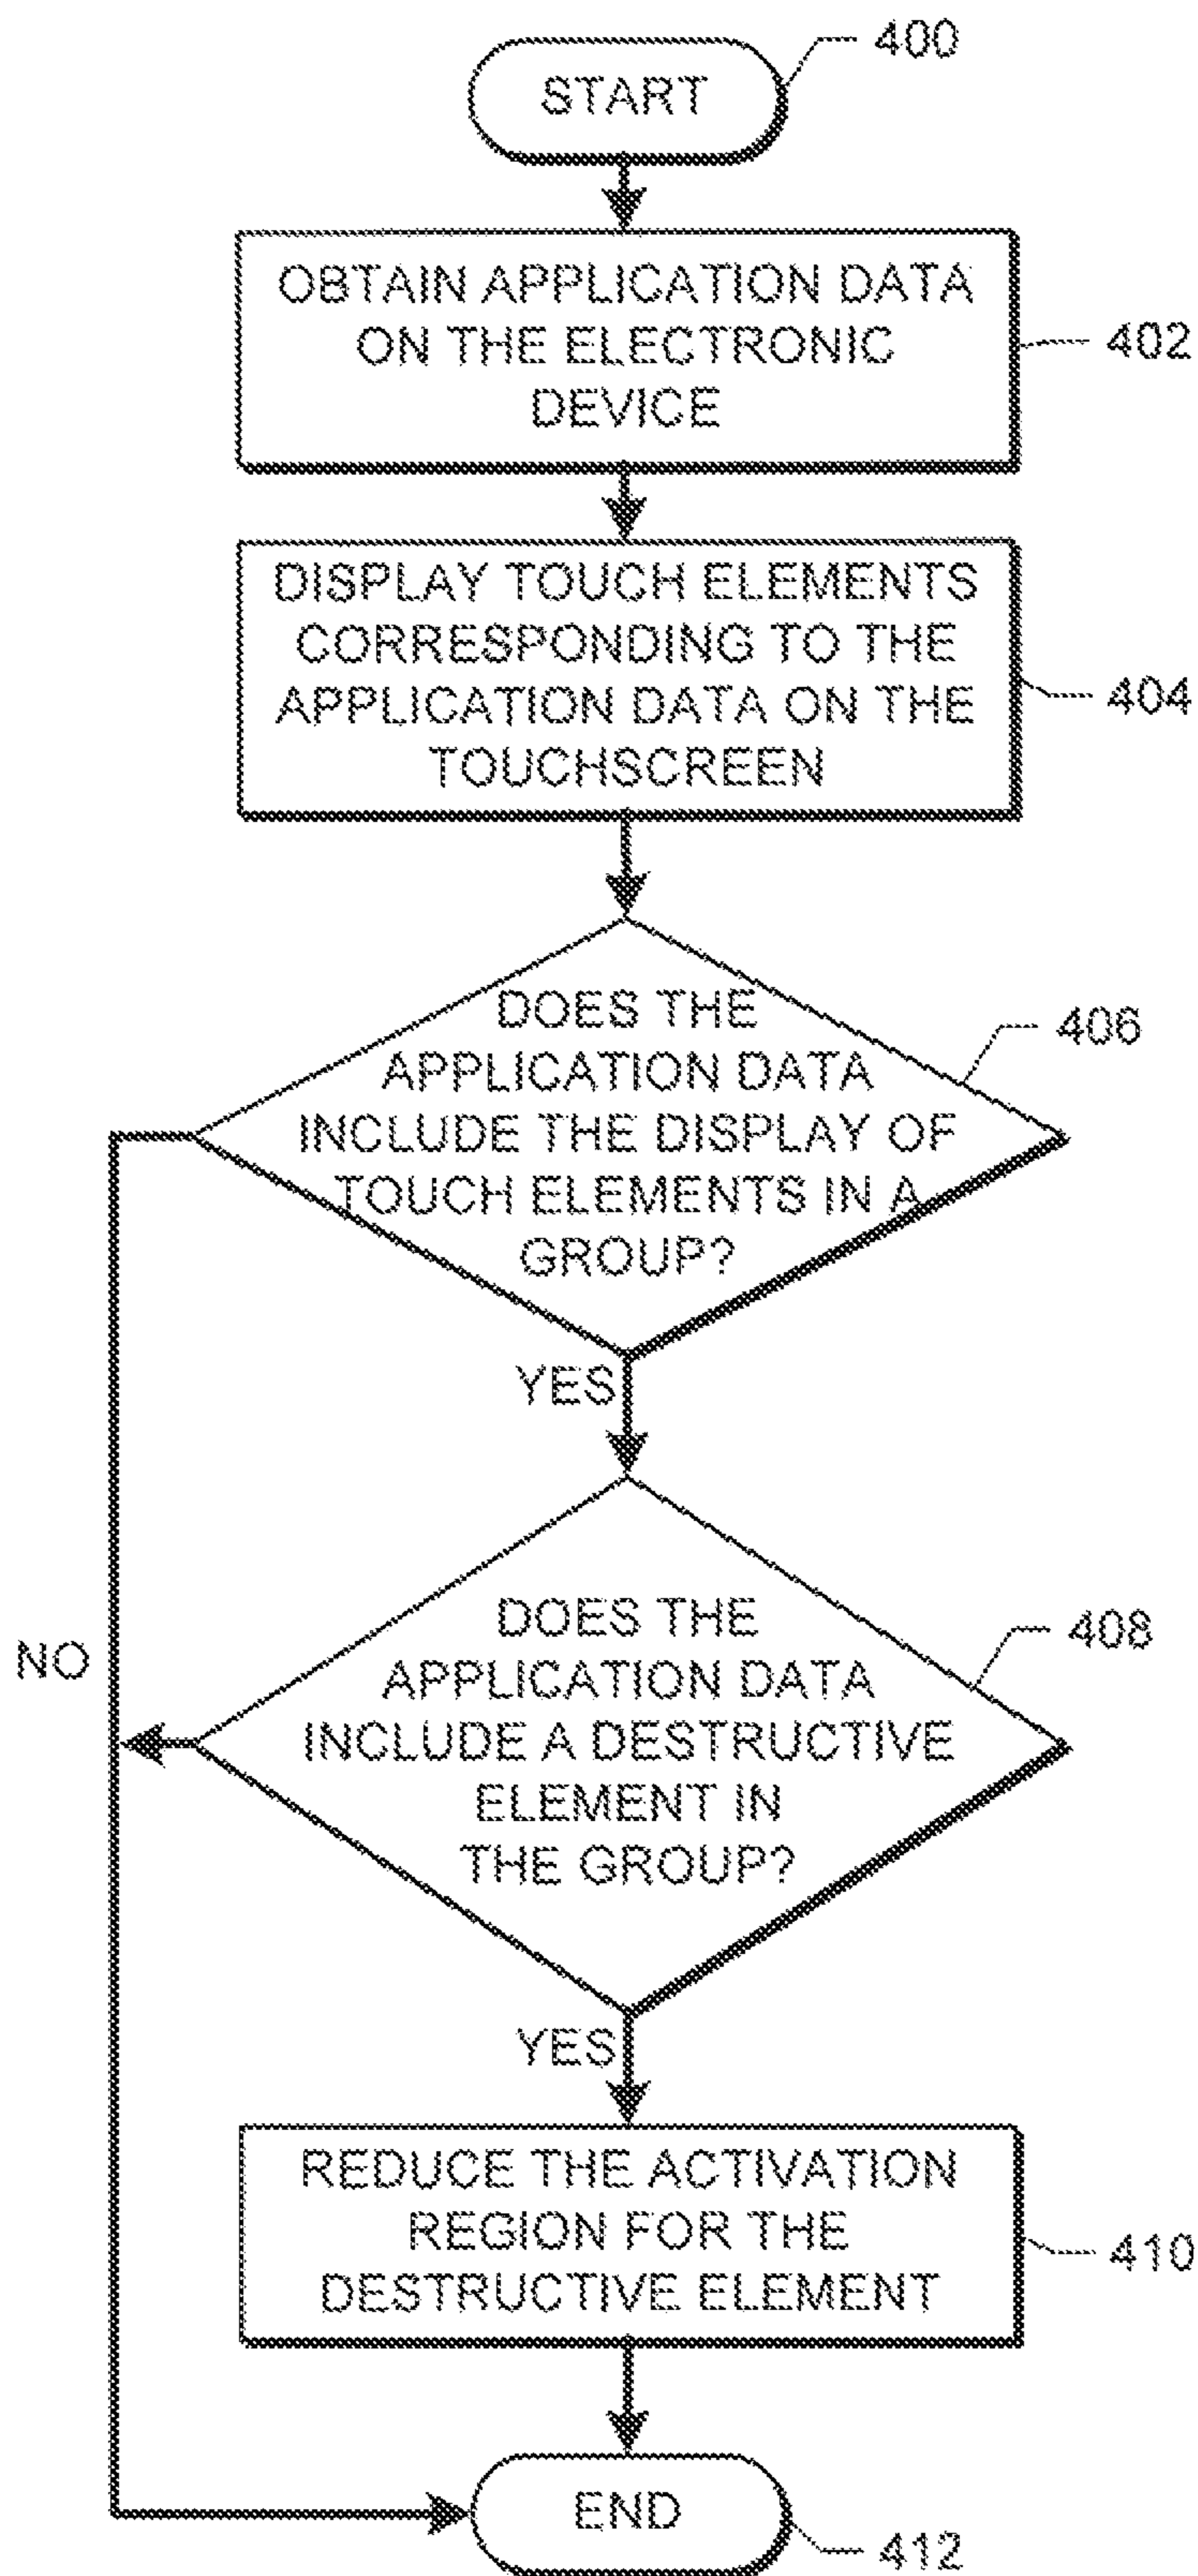 START
400
OBTAIN APPLICATION DATA
ON THE ELECTRONIC
DEVICE
402
DISPLAY TOUCH ELEMENTS
CORRESPONDING TO THE
APPLICATION DATA ON THE
TOUCHSCREEN
404
DOES THE
APPLICATION DATA
INCLUDE THE DISPLAY OF
TOUCH ELEMENTS IN A
GROUP?
406
YES
DOES THE
APPLICATION DATA
INCLUDE A DESTRUCTIVE
ELEMENT IN
THE GROUP?
408
NO
YES
REDUCE THE ACTIVATION
REGION FOR THE
DESTRUCTIVE ELEMENT
410
END
412